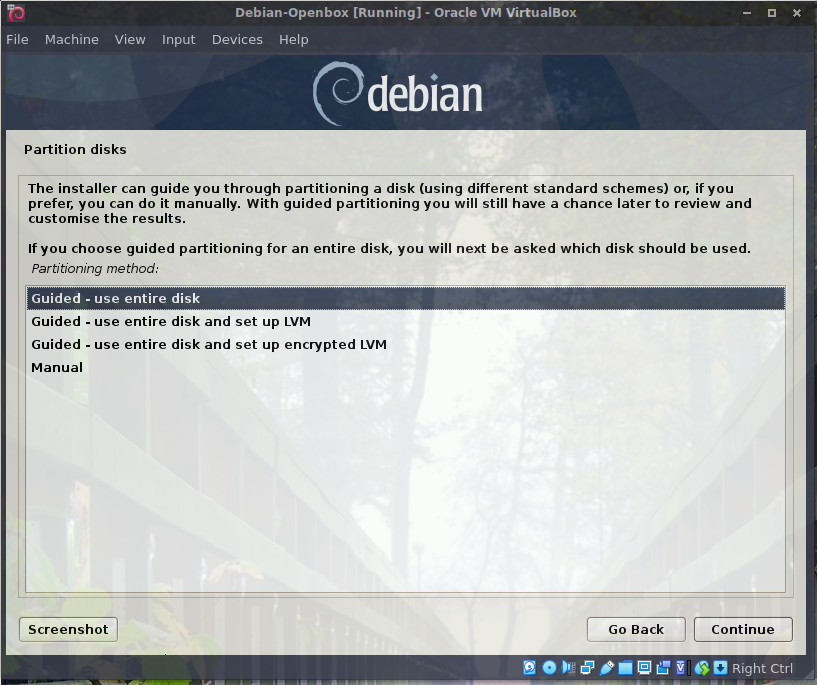 Debian-Openbox [Running] - Oracle VM VirtualBox
File Machine View Input Devices Help
debian
Partition disks
The installer can guide you through partitioning a disk (using different standard schemes) or, if you
prefer, you can do it manually. With guided partitioning you will still have a chance later to review and
customise the results.
If you choose guided partitioning for an entire disk, you will next be asked which disk should be used.
Partitioning method:
Guided - use entire disk
Guided - use entire disk and set up LVM
Guided - use entire disk and set up encrypted LVM
Manual
Screenshot Go Back Continue
Right Ctrl